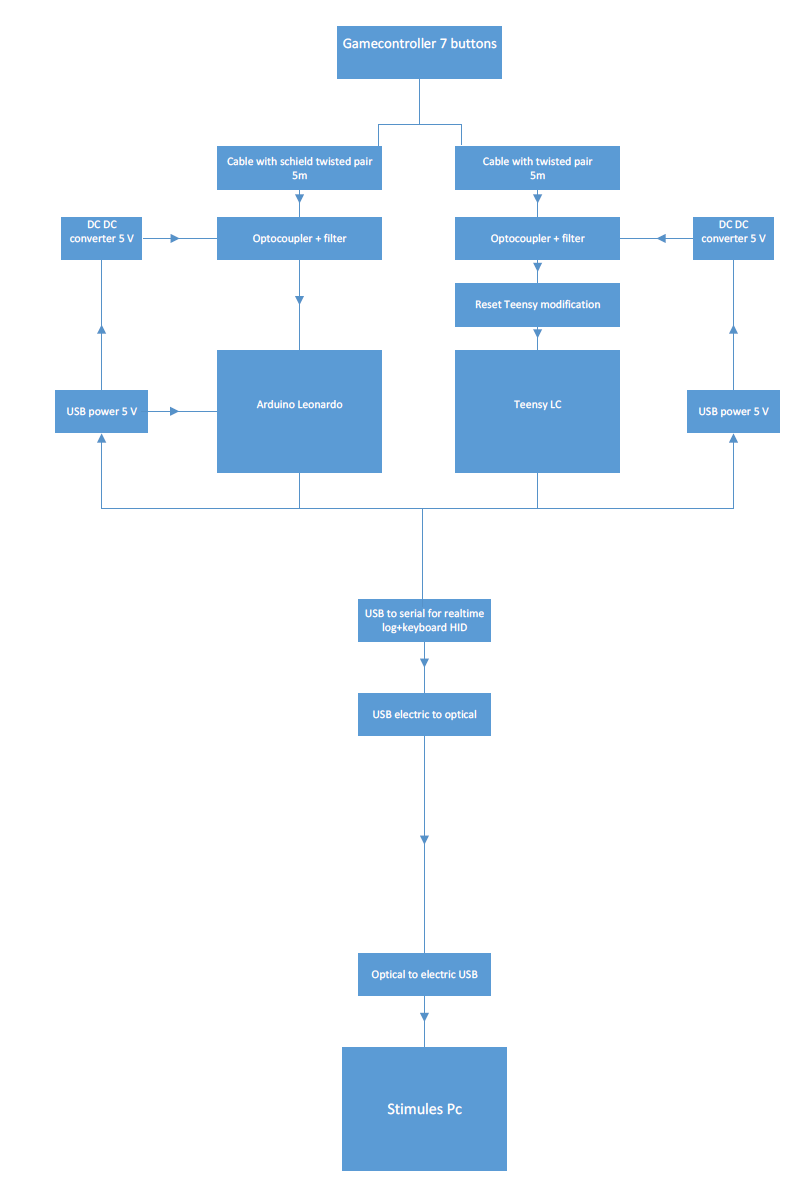 Gamecontroller 7 buttons
Cable with schield twisted pair
5m
Cable with twisted pair
5m
DC DC
converter 5 V
Optocoupler + filter
Optocoupler + filter
DC DC
converter 5 V
Reset Teensy modification
USB power 5 V
Arduino Leonardo
Teensy LC
USB power 5 V
USB to serial for realtime
log+keyboard HID
USB electric to optical
Optical to electric USB
Stimules Pc